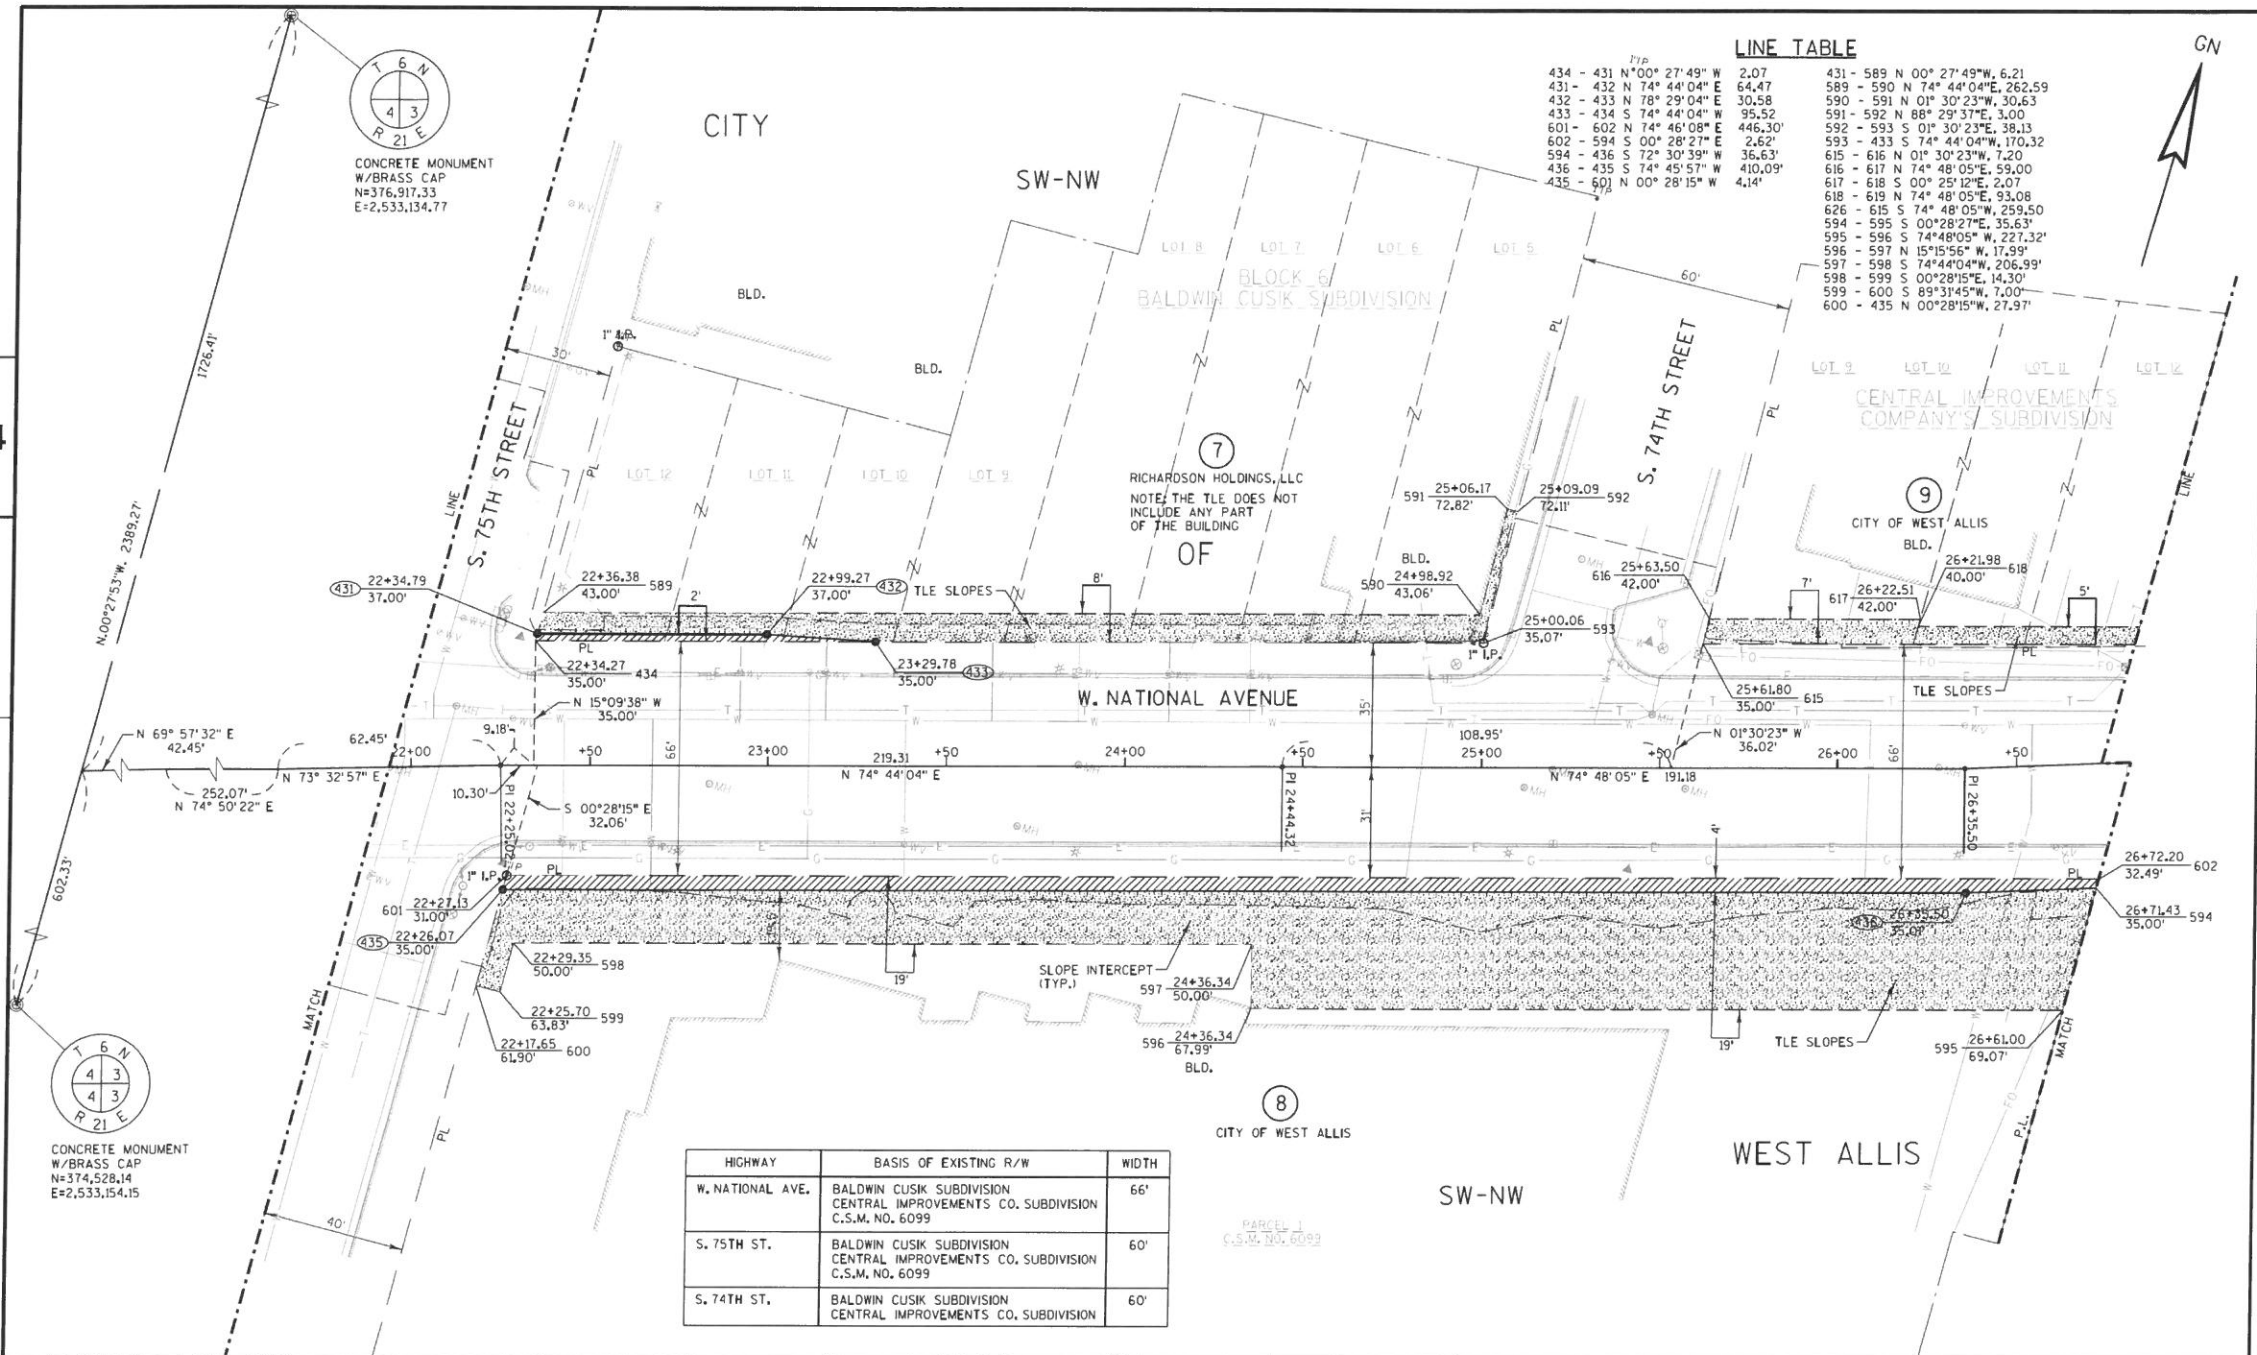 LINE TABLE
GN
1"IP
434 - 431 N 00° 27'49" W 2.07
431 - 432 N 74° 44'04" E 64.47
432 - 433 N 78° 29'04" E 30.58
433 - 434 S 74° 44'04" W 95.52
601 - 602 N 74° 46'08" E 446.30'
602 - 594 S 00° 28'27" E 2.62'
594 - 436 S 72° 30'39" W 36.63'
436 - 435 S 74° 45'57" W 410.09'
435 - 601 N 00° 28'15" W 4.14'
431 - 589 N 00° 27'49"W, 6.21
589 - 590 N 74° 44'04"E, 262.59
590 - 591 N 01° 30'23"W, 30.63
591 - 592 N 88° 29'37"E, 3.00
592 - 593 S 01° 30'23"E, 38.13
593 - 433 S 74° 44'04"W, 170.32
615 - 616 N 01° 30'23"W, 7.20
616 - 617 N 74° 48'05"E, 59.00
617 - 618 S 00° 25'12"E, 2.07
618 - 619 N 74° 48'05"E, 93.08
626 - 615 S 74° 48'05"W, 259.50
594 - 595 S 00°28'27"E, 35.63'
595 - 596 S 74°48'05" W, 227.32'
596 - 597 N 15°15'56" W, 17.99'
597 - 598 S 74°44'04"W, 206.99'
598 - 599 S 00°28'15"E, 14.30'
599 - 600 S 89°31'45"W, 7.00'
600 - 435 N 00°28'15"W, 27.97'
T 6 N
4 3
R 21 E
CONCRETE MONUMENT
W/BRASS CAP
N=376,917.33
E=2,533,134.77
CITY
SW-NW
LOT 8
LOT 7
LOT 6
LOT 5
BLOCK 6
BALDWIN CUSIK SUBDIVISION
BLD.
BLD.
1" I.P.
30'
60'
1726.41'
N.00°27'53"W. 2389.27'
602.33'
LINE
S. 75TH STREET
PL
LOT 12
LOT 11
LOT 10
LOT 9
7
RICHARDSON HOLDINGS, LLC
NOTE: THE TLE DOES NOT
INCLUDE ANY PART
OF THE BUILDING
OF
PL
S. 74TH STREET
PL
LOT 9
LOT 10
LOT 11
LOT 12
CENTRAL IMPROVEMENTS
COMPANY'S SUBDIVISION
9
CITY OF WEST ALLIS
BLD.
LINE
591 25+06.17
72.82'
25+09.09 592
72.11'
BLD.
590 24+98.92
43.06'
616 25+63.50
42.00'
617 26+22.51
42.00'
26+21.98 618
40.00'
7'
5'
431 22+34.79
37.00'
22+36.38 589
43.00'
2'
22+99.27 432
37.00'
TLE SLOPES
8'
25+00.06 593
35.07'
1" I.P.
PL
22+34.27 434
35.00'
23+29.78 433
35.00'
W. NATIONAL AVENUE
25+61.80 615
35.00'
TLE SLOPES
PL
N 15°09'38" W
35.00'
N 01°30'23" W
36.02'
N 69° 57'32" E
42.45'
252.07'
N 74° 50'22" E
62.45'
N 73° 32'57" E
9.18'
10.30'
22+00
+50
23+00
+50
24+00
+50
25+00
+50
26+00
+50
219.31
N 74° 44'04" E
108.95'
N 74° 48'05" E 191.18
66'
35'
31'
66'
4'
S 00°28'15" E
32.06'
PI 22+25.20
PI 24+44.32
PI 26+35.50
1" I.P.
PL
601 22+27.13
31.00'
435 22+26.07
35.00'
22+29.35 598
50.00'
22+25.70 599
63.83'
22+17.65 600
61.90'
19'
SLOPE INTERCEPT
(TYP.)
597 24+36.34
50.00'
596 24+36.34
67.99'
BLD.
436 26+35.50
35.01'
PL
26+72.20 602
32.49'
26+71.43 594
35.00'
19'
TLE SLOPES
595 26+61.00
69.07'
MATCH
MATCH
P.L.
T 6 N
4 3
4 3
R 21 E
CONCRETE MONUMENT
W/BRASS CAP
N=374,528.14
E=2,533,154.15
40'
PL
8
CITY OF WEST ALLIS
WEST ALLIS
SW-NW
PARCEL 1
C.S.M. NO. 6099
HIGHWAY BASIS OF EXISTING R/W WIDTH
W. NATIONAL AVE. BALDWIN CUSIK SUBDIVISION 66'
CENTRAL IMPROVEMENTS CO. SUBDIVISION
C.S.M. NO. 6099
S. 75TH ST. BALDWIN CUSIK SUBDIVISION 60'
CENTRAL IMPROVEMENTS CO. SUBDIVISION
C.S.M. NO. 6099
S. 74TH ST. BALDWIN CUSIK SUBDIVISION 60'
CENTRAL IMPROVEMENTS CO. SUBDIVISION